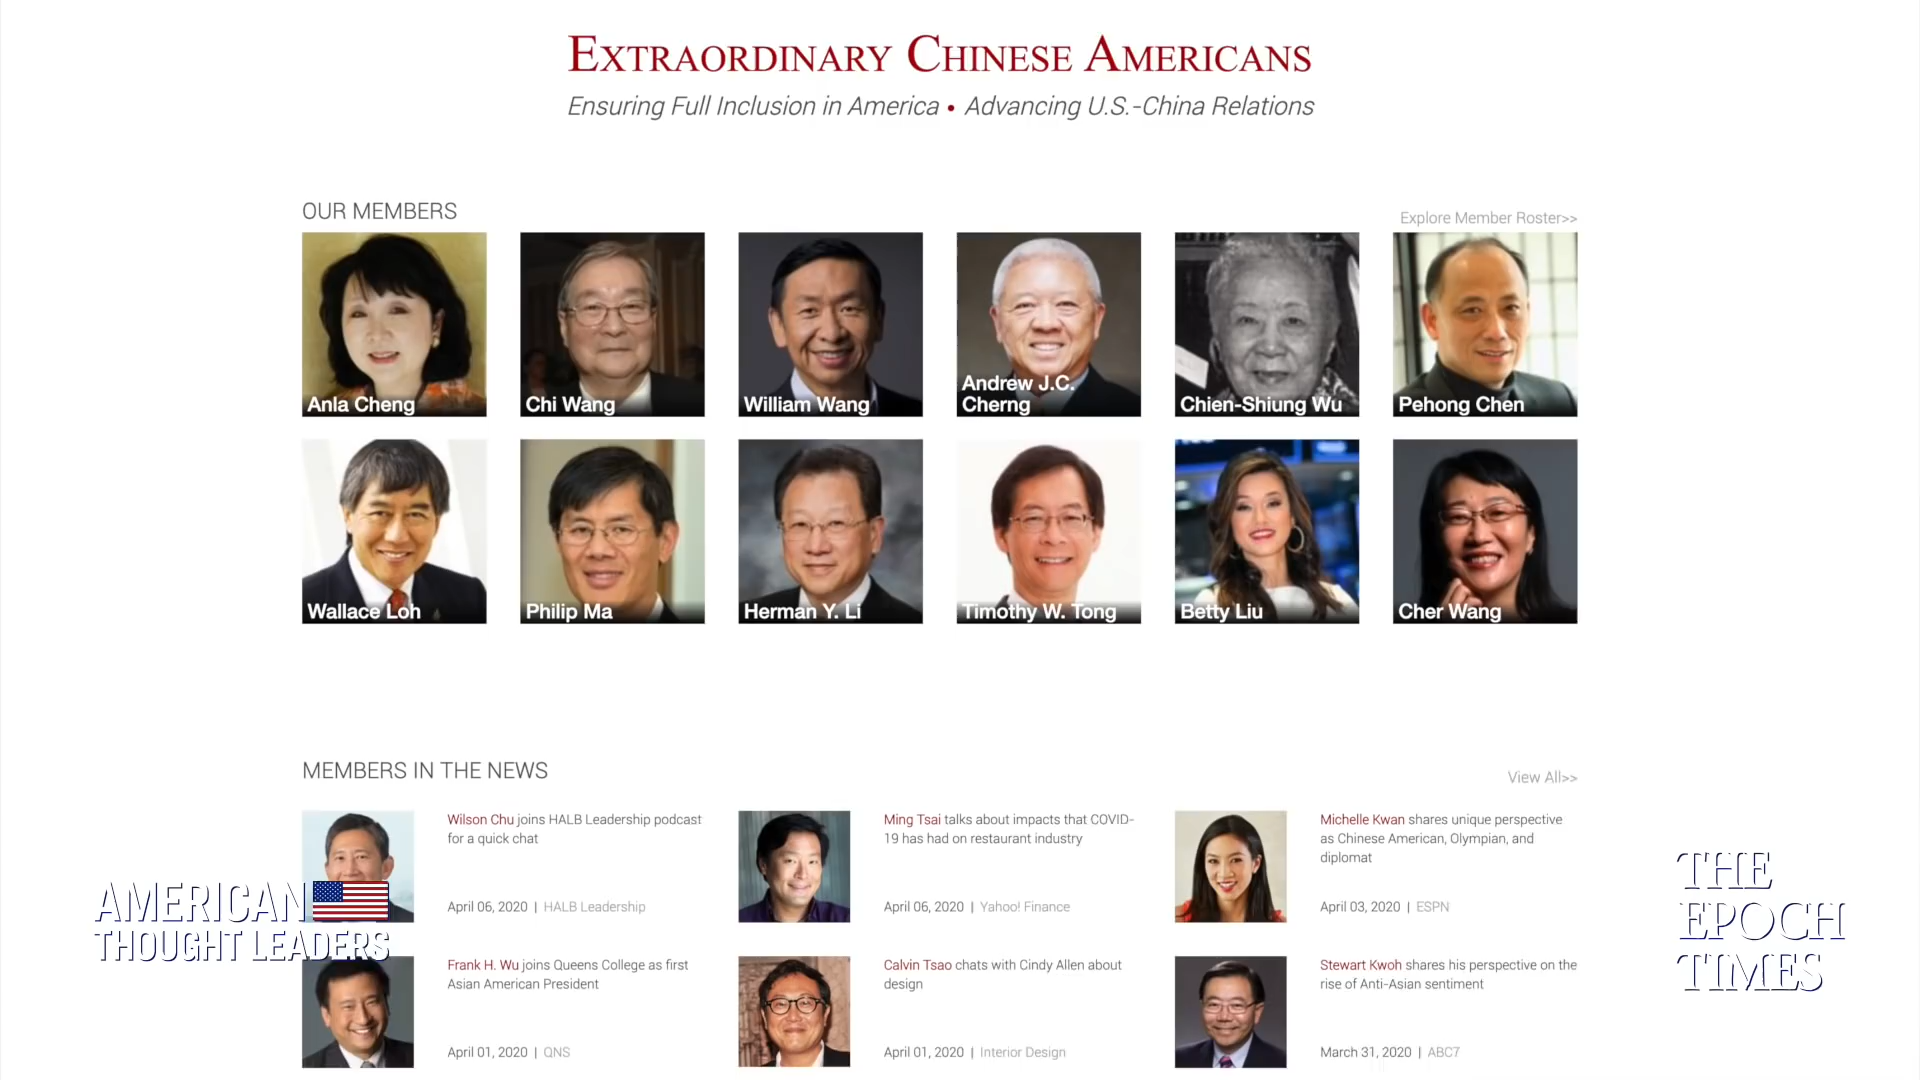 EXTRAORDINARY CHINESE AMERICANS
Ensuring Full Inclusion in America • Advancing U.S.-China Relations
OUR MEMBERS
Explore Member Roster>>
Anla Cheng
Chi Wang
William Wang
Andrew J.C.
Cherng
Chien-Shiung Wu
Pehong Chen
Wallace Loh
Philip Ma
Herman Y. Li
Timothy W. Tong
Betty Liu
Cher Wang
MEMBERS IN THE NEWS
View All>>
Wilson Chu joins HALB Leadership podcast
for a quick chat
April 06, 2020 | HALB Leadership
Ming Tsai talks about impacts that COVID-
19 has had on restaurant industry
April 06, 2020 | Yahoo! Finance
Michelle Kwan shares unique perspective
as Chinese American, Olympian, and
diplomat
April 03, 2020 | ESPN
Frank H. Wu joins Queens College as first
Asian American President
April 01, 2020 | QNS
Calvin Tsao chats with Cindy Allen about
design
April 01, 2020 | Interior Design
Stewart Kwoh shares his perspective on the
rise of Anti-Asian sentiment
March 31, 2020 | ABC7
AMERICAN
THOUGHT LEADERS
THE
EPOCH
TIMES